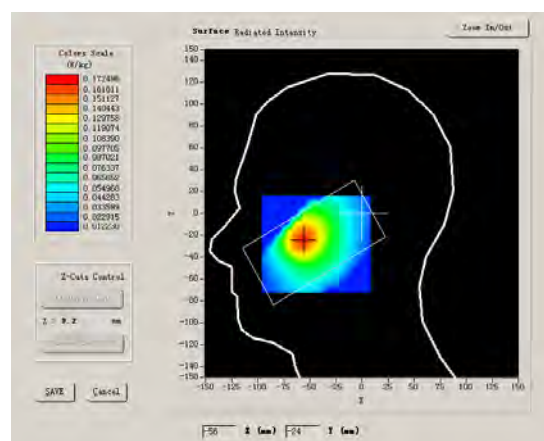 Surface Radiated Intensity
Zoom In/Out
Colors Scale
(W/kg)
0.172496
0.161811
0.151127
0.140443
0.129758
0.119074
0.108390
0.097705
0.087021
0.076337
0.065652
0.054968
0.044283
0.033599
0.022915
0.012230
150
140
120
100
80
60
40
20
0
-20
-40
-60
-80
-100
-120
-140
-150
Y
-150 -125 -100 -75 -50 -25 0 25 50 75 100 125 150
X
Z-Cuts Control
Z = mm
SAVE
Cancel
-56 X (mm) -24 Y (mm)